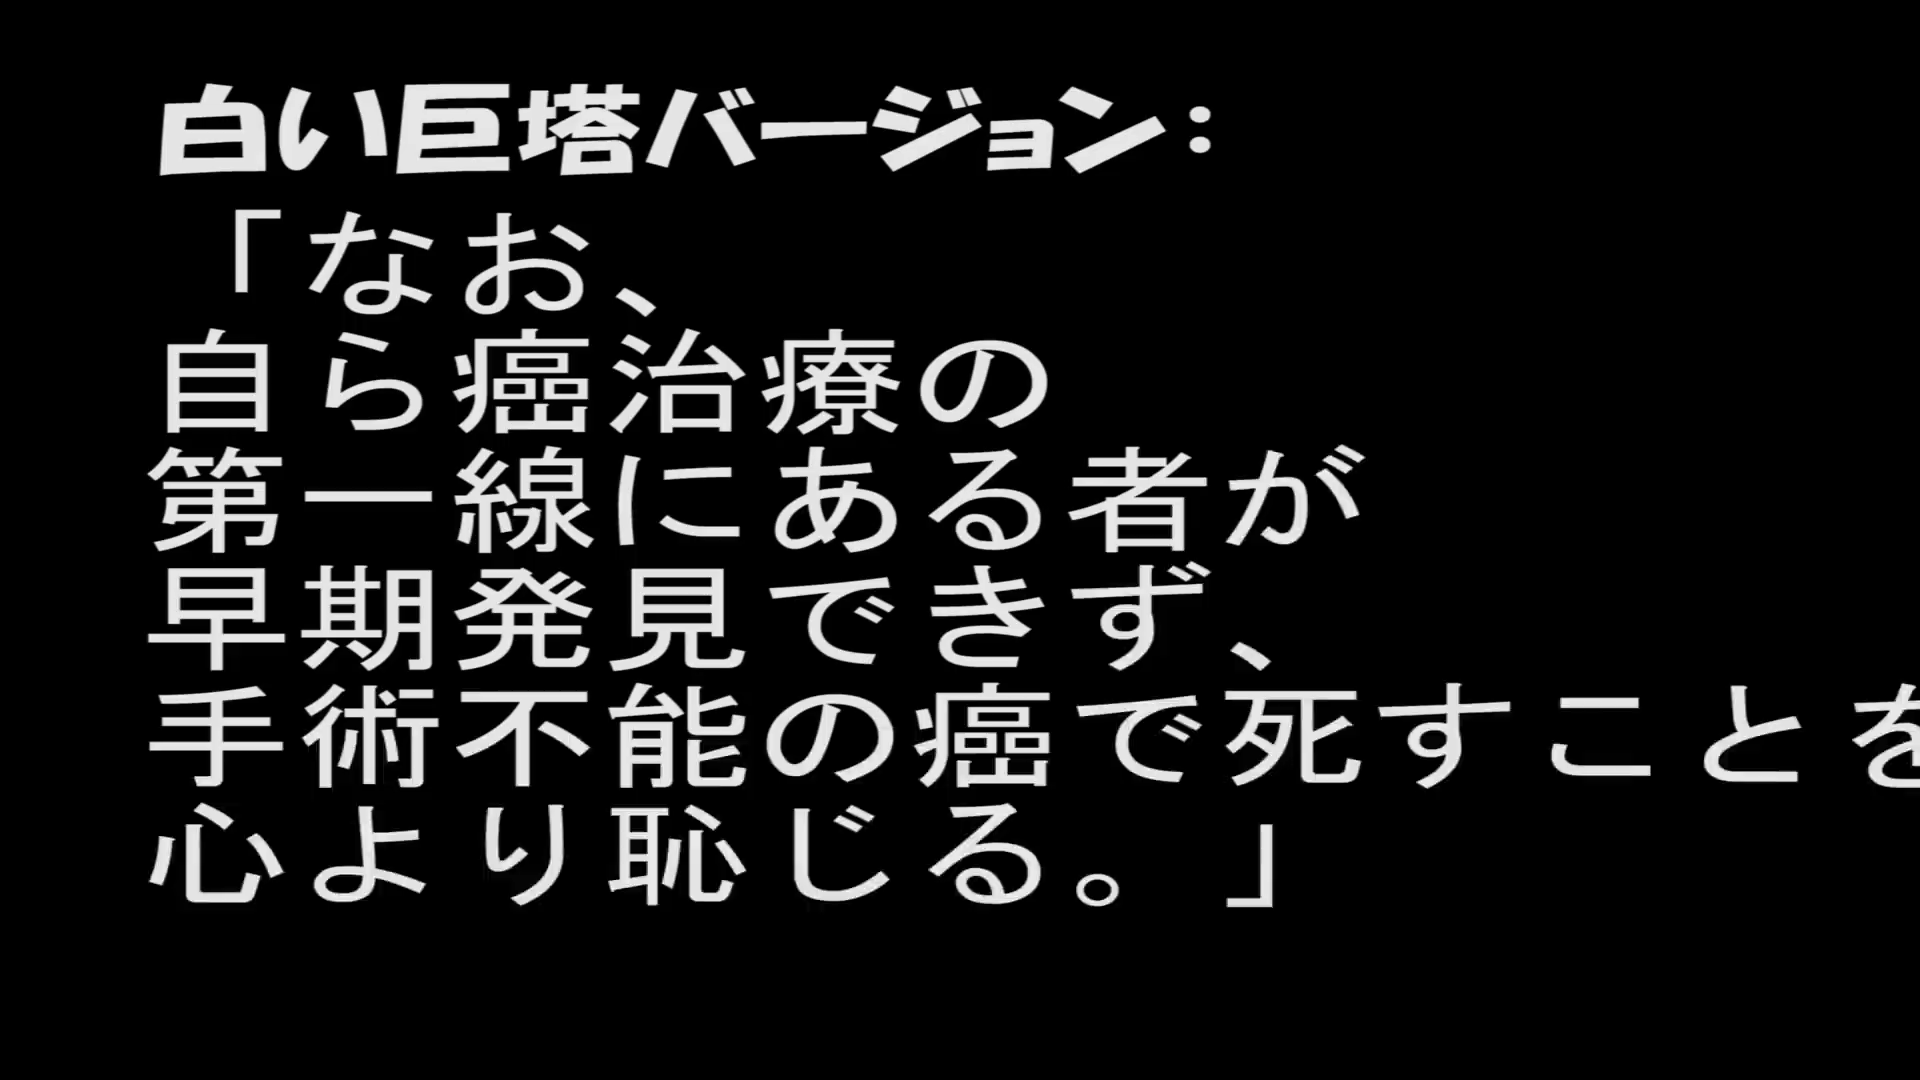 白い巨塔バージョン：
「なお、
自ら癌治療の
第一線にある者が
早期発見できず、
手術不能の癌で死すことを
心より恥じる。」